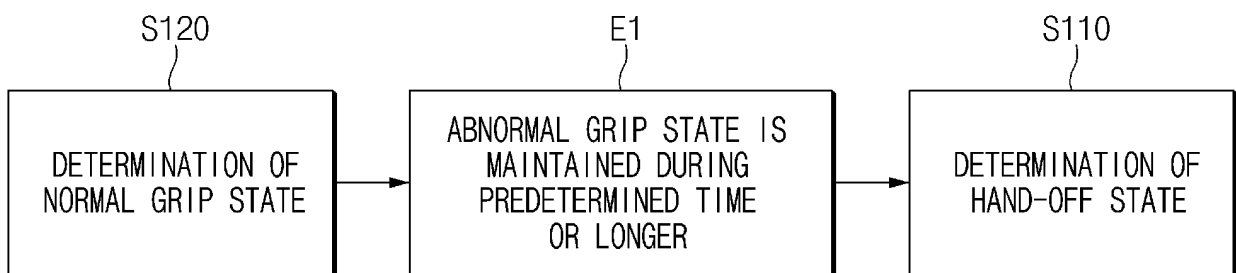 S120
E1
S110
DETERMINATION OF
NORMAL GRIP STATE
ABNORMAL GRIP STATE IS
MAINTAINED DURING
PREDETERMINED TIME
OR LONGER
DETERMINATION OF
HAND-OFF STATE